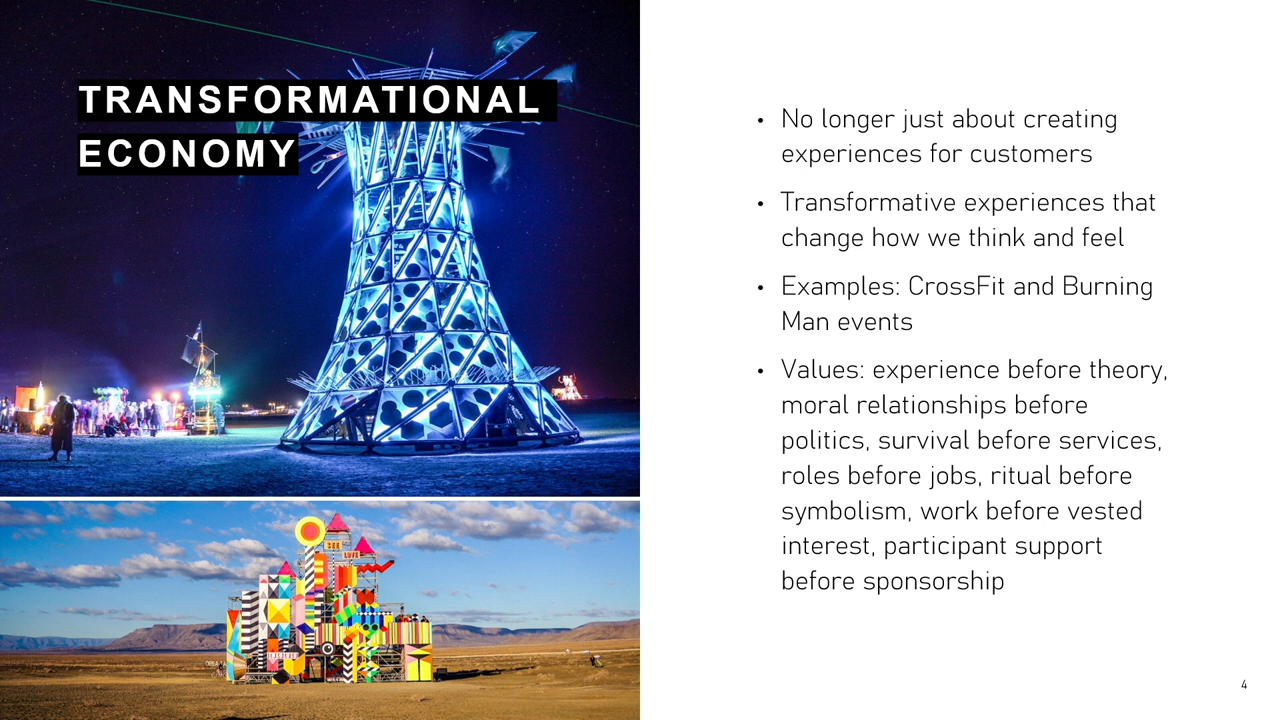 TRANSFORMATIONAL
ECONOMY
• No longer just about creating
experiences for customers
• Transformative experiences that
change how we think and feel
• Examples: CrossFit and Burning
Man events
• Values: experience before theory,
moral relationships before
politics, survival before services,
roles before jobs, ritual before
symbolism, work before vested
interest, participant support
before sponsorship
SEE
LOVE
4